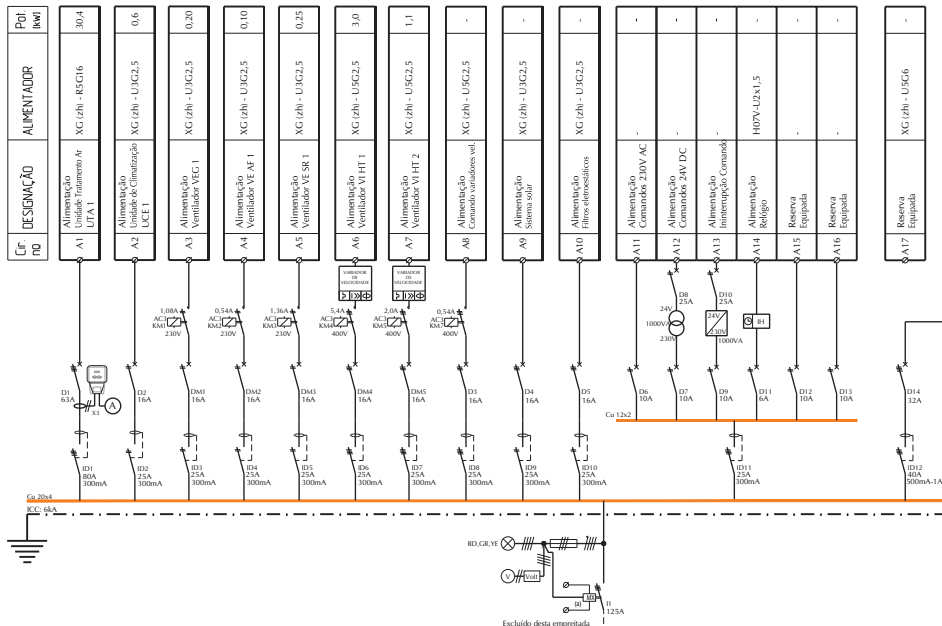 Pot.
(kW)
30,4
0,6
0,20
0,10
0,25
3,0
1,1
-
-
-
-
-
-
-
-
-
-
ALIMENTADOR
XG (zh) - R5G16
XG (zh) - U3G2,5
XG (zh) - U3G2,5
XG (zh) - U3G2,5
XG (zh) - U3G2,5
XG (zh) - U5G2,5
XG (zh) - U5G2,5
XG (zh) - U5G2,5
XG (zh) - U3G2,5
XG (zh) - U3G2,5
-
-
-
H07V-U2x1,5
-
-
XG (zh) - U5G6
DESIGNAÇÃO
Alimentação
Unidade Tratamento Ar
UTA 1
Alimentação
Unidade de Climatização
UCE 1
Alimentação
Ventilador VEG 1
Alimentação
Ventilador VE AF 1
Alimentação
Ventilador VE SR 1
Alimentação
Ventilador VI HT 1
Alimentação
Ventilador VI HT 2
Alimentação
Comando variadores vel.
Alimentação
Sistema solar
Alimentação
Filtros eletroestáticos
Alimentação
Comandos 230V AC
Alimentação
Comandos 24V DC
Alimentação
Ininterrupção Comando
Alimentação
Relógio
Reserva
Equipada
Reserva
Equipada
Reserva
Equipada
Cir.
nº
A1
A2
A3
A4
A5
A6
A7
A8
A9
A10
A11
A12
A13
A14
A15
A16
A17
VARIADOR
DE
VELOCIDADE
VARIADOR
DE
VELOCIDADE
D8
25A
D10
25A
1,08A
AC3
KM1
230V
0,54A
AC3
KM2
230V
1,36A
AC3
KM3
230V
5,4A
AC3
KM4
400V
2,0A
AC3
KM5
400V
0,54A
AC3
KM7
400V
24V
1000VA
230V
24V
230V
1000VA
IH
D1
63A
X3
A
D2
16A
DM1
16A
DM2
16A
DM3
16A
DM4
16A
DM5
16A
D3
16A
D4
16A
D5
16A
D6
10A
D7
10A
D9
10A
D11
6A
D12
10A
D13
10A
D14
32A
Cu 12x2
ID1
80A
300mA
ID2
25A
300mA
ID3
25A
300mA
ID4
25A
300mA
ID5
25A
300mA
ID6
25A
300mA
ID7
25A
300mA
ID8
25A
300mA
ID9
25A
300mA
ID10
25A
300mA
ID11
25A
300mA
ID12
40A
500mA-1A
Cu 20x4
ICC: 6kA
RD,GR,YE
V
Volt
(a)
MX
I1
125A
Excluído desta empreitada